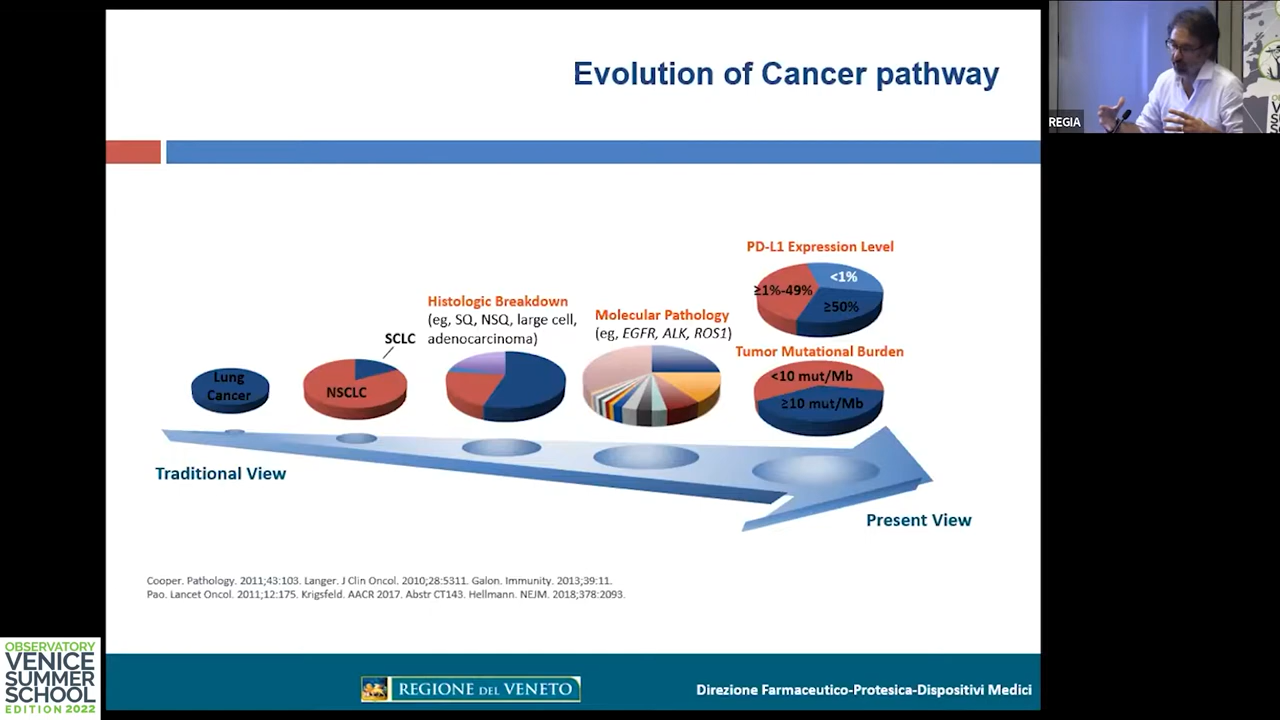 Evolution of Cancer pathway
REGIA
PD-L1 Expression Level
<1%
≥1%-49%
≥50%
Histologic Breakdown
(eg, SQ, NSQ, large cell,
adenocarcinoma)
Molecular Pathology
(eg, EGFR, ALK, ROS1)
SCLC
Tumor Mutational Burden
<10 mut/Mb
≥10 mut/Mb
Lung
Cancer
NSCLC
Traditional View
Present View
Cooper. Pathology. 2011;43:103. Langer. J Clin Oncol. 2010;28:5311. Galon. Immunity. 2013;39:11.
Pao. Lancet Oncol. 2011;12:175. Krigsfeld. AACR 2017. Abstr CT143. Hellmann. NEJM. 2018;378:2093.
OBSERVATORY
VENICE
SUMMER
SCHOOL
EDITION 2022
REGIONE DEL VENETO
Direzione Farmaceutico-Protesica-Dispositivi Medici